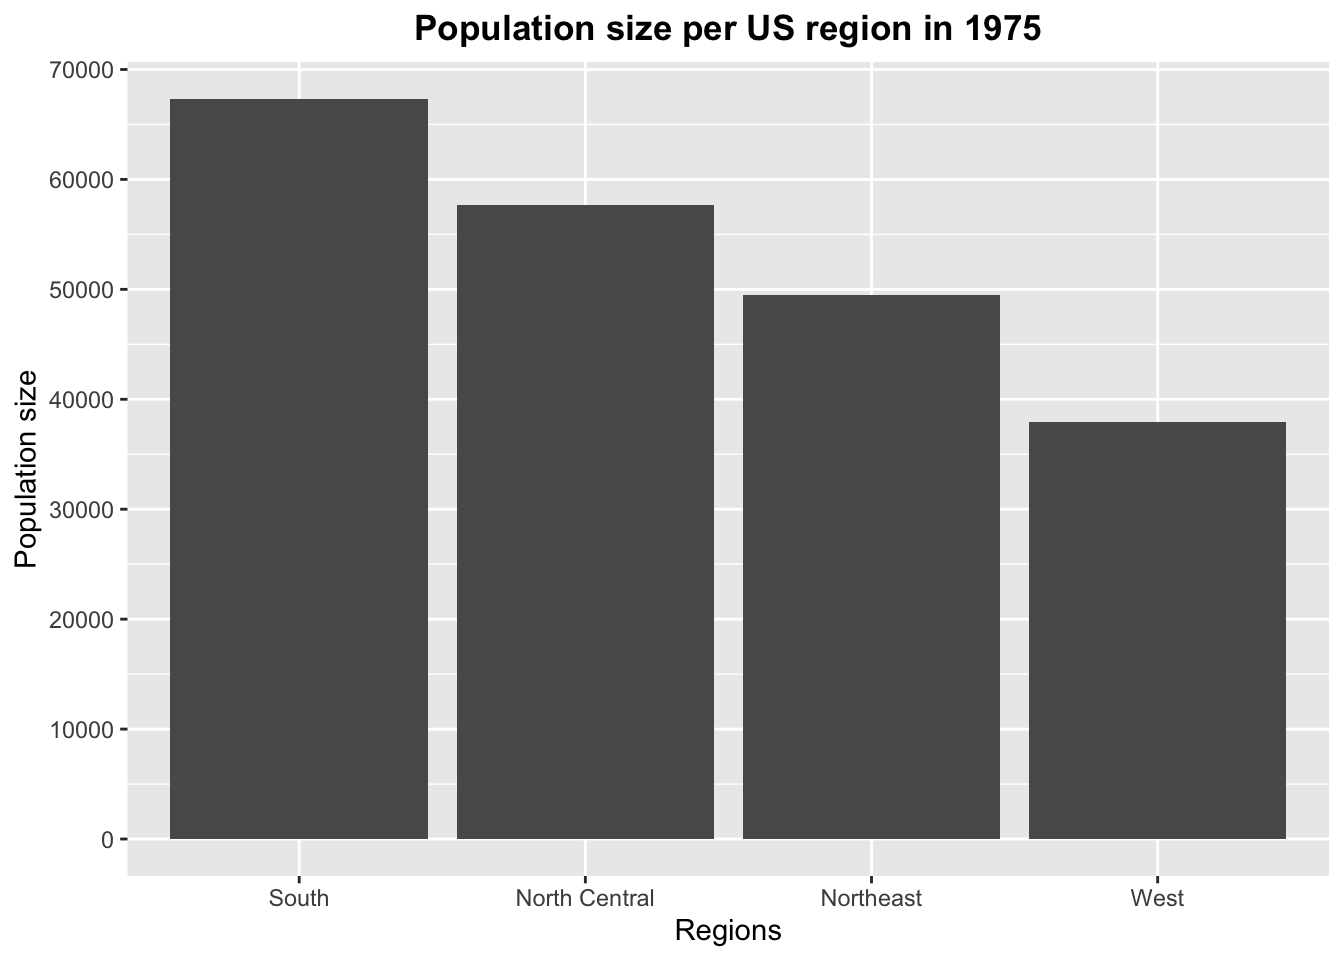 Population size per US region in 1975
70000
60000
50000
40000
30000
20000
10000
0
Population size
South
North Central
Northeast
West
Regions